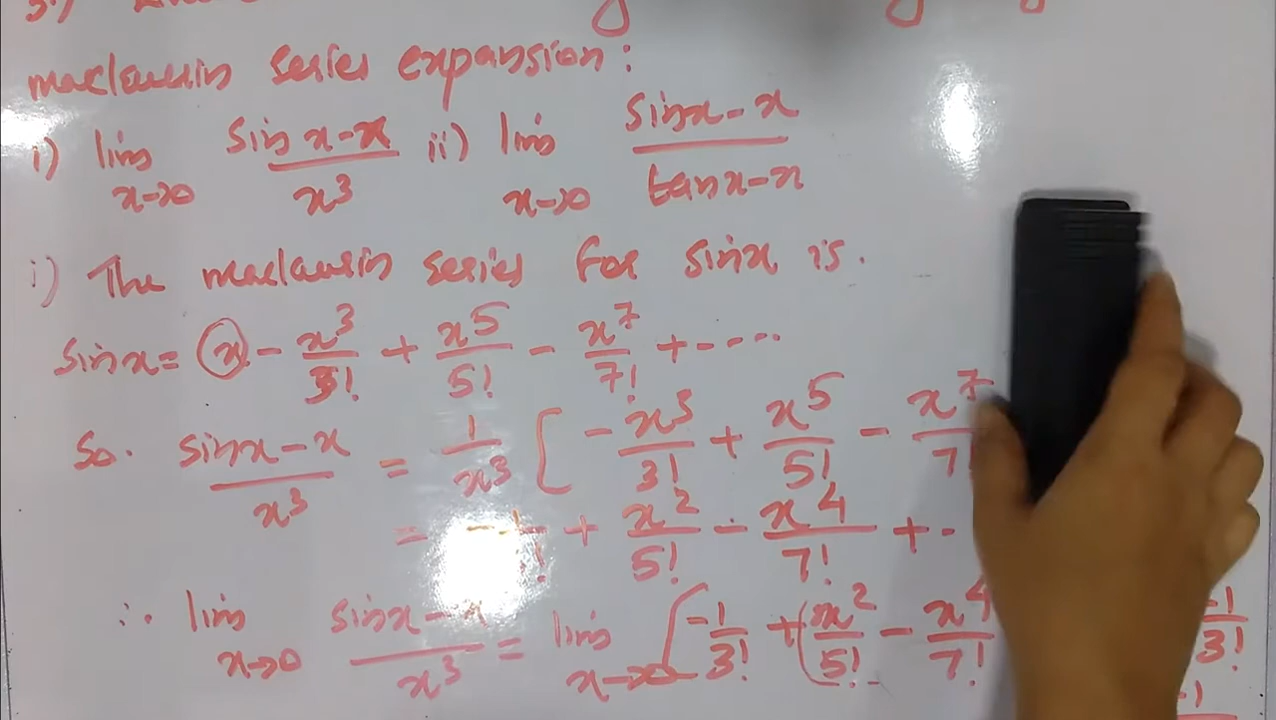 maclaurin series expansion:
i) lim x→0 (sin x - x)/x³ ii) lim x→0 (sin x - x)/(tan x - x)
i) The maclaurin series for sin x is.
sin x = x - x³/3! + x⁵/5! - x⁷/7! + ----
So. (sin x - x)/x³ = 1/x³ [ - x³/3! + x⁵/5! - x⁷/7!
= - 1/ ! + x²/5! - x⁴/7! + -
∴ lim x→0 (sin x - x)/x³ = lim x→0 [ -1/3! + (x²/5! - x⁴/7! -1/3!
-1